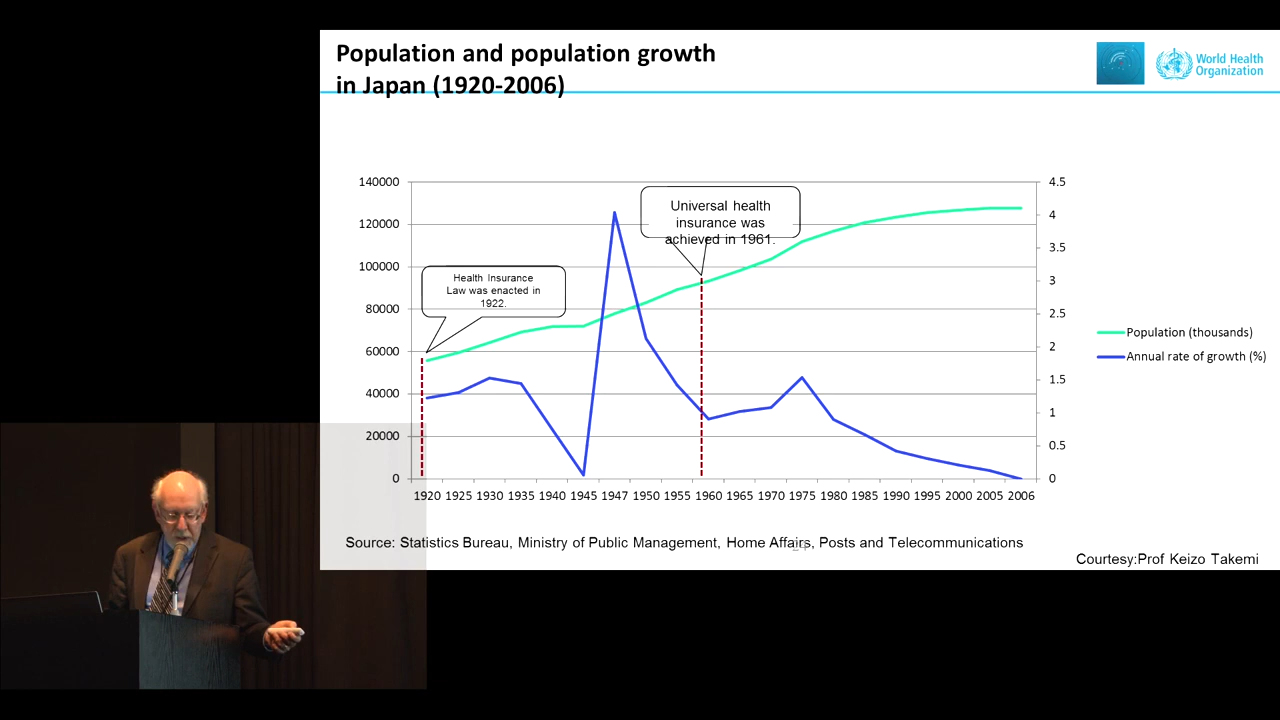 Population and population growth
in Japan (1920-2006)
World Health
Organization
140000
120000
100000
80000
60000
40000
20000
0
4.5
4
3.5
3
2.5
2
1.5
1
0.5
0
Universal health
insurance was
achieved in 1961.
Health Insurance
Law was enacted in
1922.
Population (thousands)
Annual rate of growth (%)
1920 1925 1930 1935 1940 1945 1947 1950 1955 1960 1965 1970 1975 1980 1985 1990 1995 2000 2005 2006
Source: Statistics Bureau, Ministry of Public Management, Home Affairs, Posts and Telecommunications
Courtesy:Prof Keizo Takemi